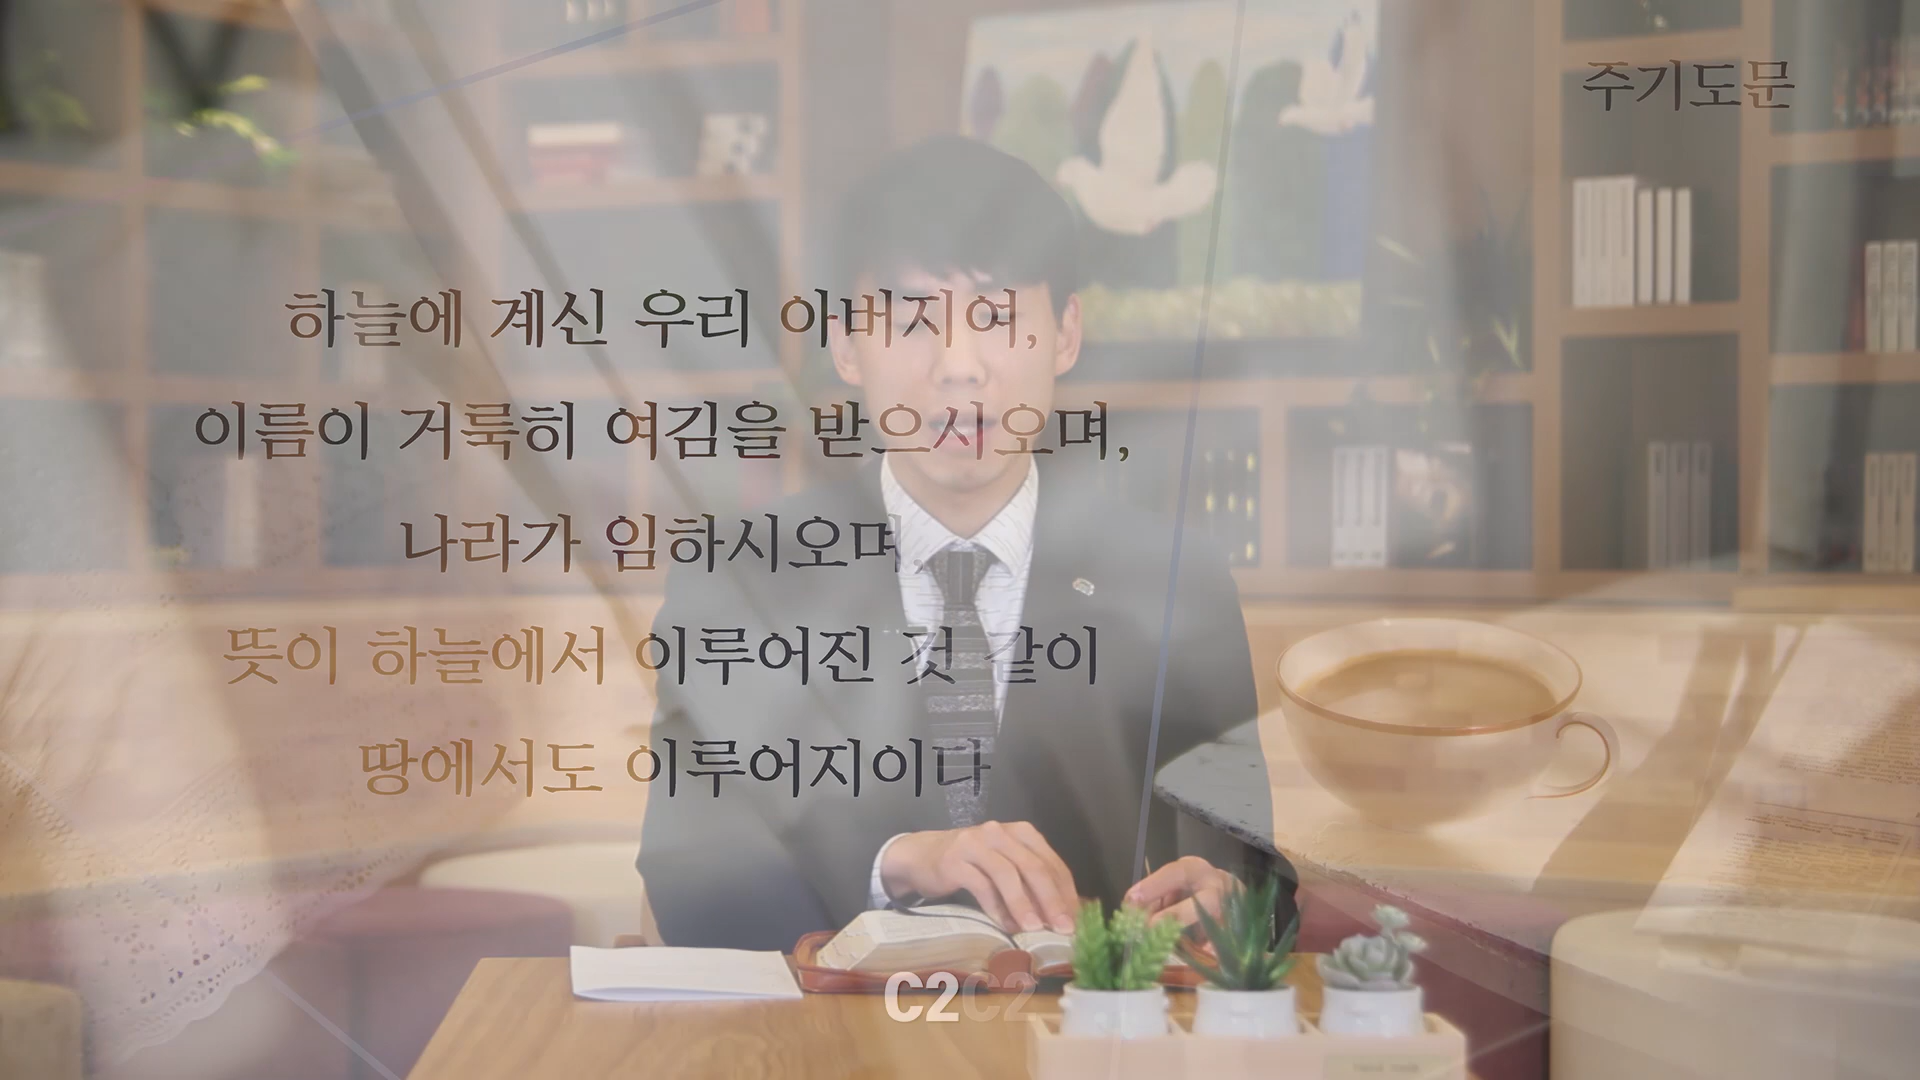 주기도문
하늘에 계신 우리 아버지여,
이름이 거룩히 여김을 받으시오며,
나라가 임하시오며,
뜻이 하늘에서 이루어진 것 같이
땅에서도 이루어지이다
C2C2